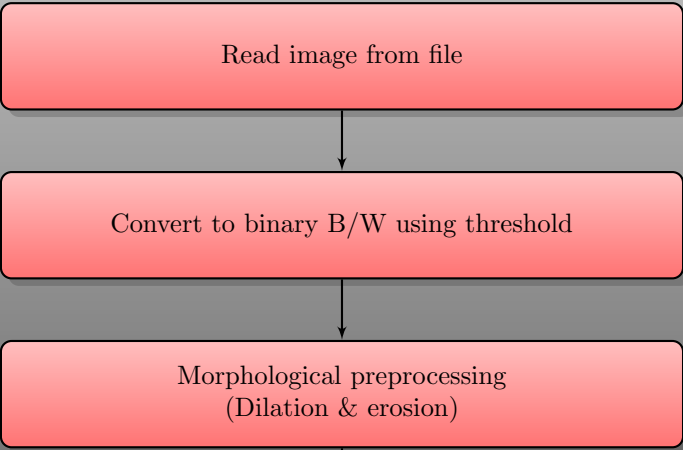 Read image from file
Convert to binary B/W using threshold
Morphological preprocessing
(Dilation & erosion)